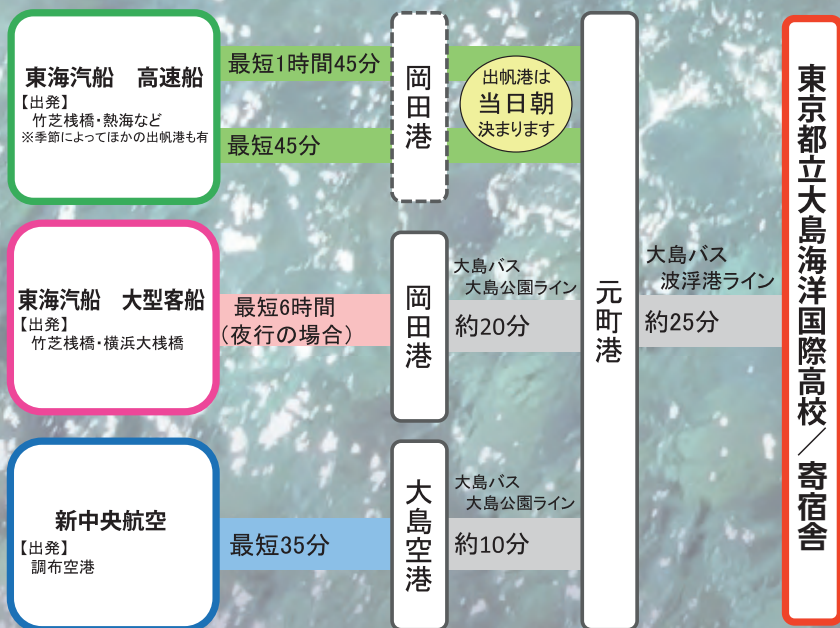 東海汽船　高速船
【出発】
竹芝桟橋・熱海など
※季節によってほかの出帆港も有
最短1時間45分
最短45分
岡田港
出帆港は
当日朝
決まります
東海汽船　大型客船
【出発】
竹芝桟橋・横浜大桟橋
最短6時間
（夜行の場合）
岡田港
大島バス
大島公園ライン
約20分
新中央航空
【出発】
調布空港
最短35分
大島空港
大島バス
大島公園ライン
約10分
元町港
大島バス
波浮港ライン
約25分
東京都立大島海洋国際高校／寄宿舎